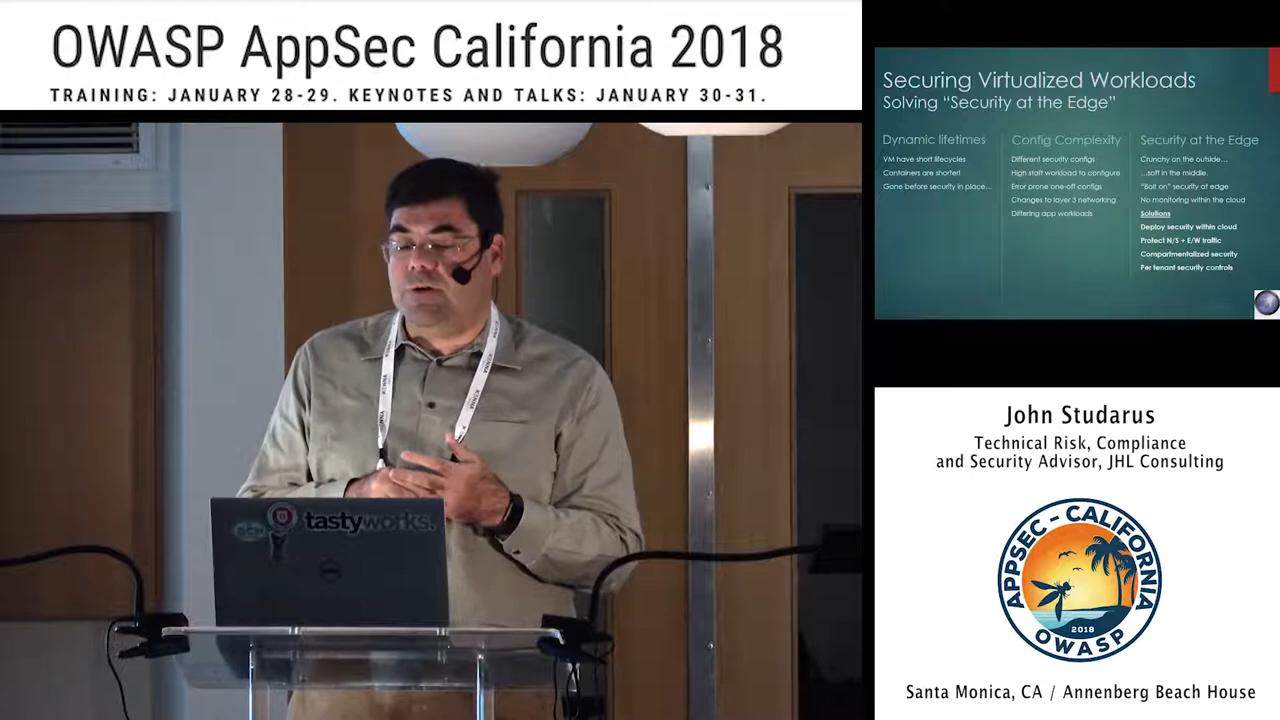 OWASP AppSec California 2018
TRAINING: JANUARY 28-29. KEYNOTES AND TALKS: JANUARY 30-31.
Securing Virtualized Workloads
Solving “Security at the Edge”
Dynamic lifetimes
VM have short lifecycles
Containers are shorter!
Gone before security in place...
Config Complexity
Different security configs
High staff workload to configure
Error prone one-off configs
Changes to layer 3 networking
Differing app workloads
Security at the Edge
Crunchy on the outside...
...soft in the middle.
“Bolt on” security at edge
No monitoring within the cloud
Solutions
Deploy security within cloud
Protect N/S + E/W traffic
Compartmentalized security
Per tenant security controls
tastyworks.
DELL
John Studarus
Technical Risk, Compliance
and Security Advisor, JHL Consulting
APPSEC - CALIFORNIA
2018
OWASP
Santa Monica, CA / Annenberg Beach House